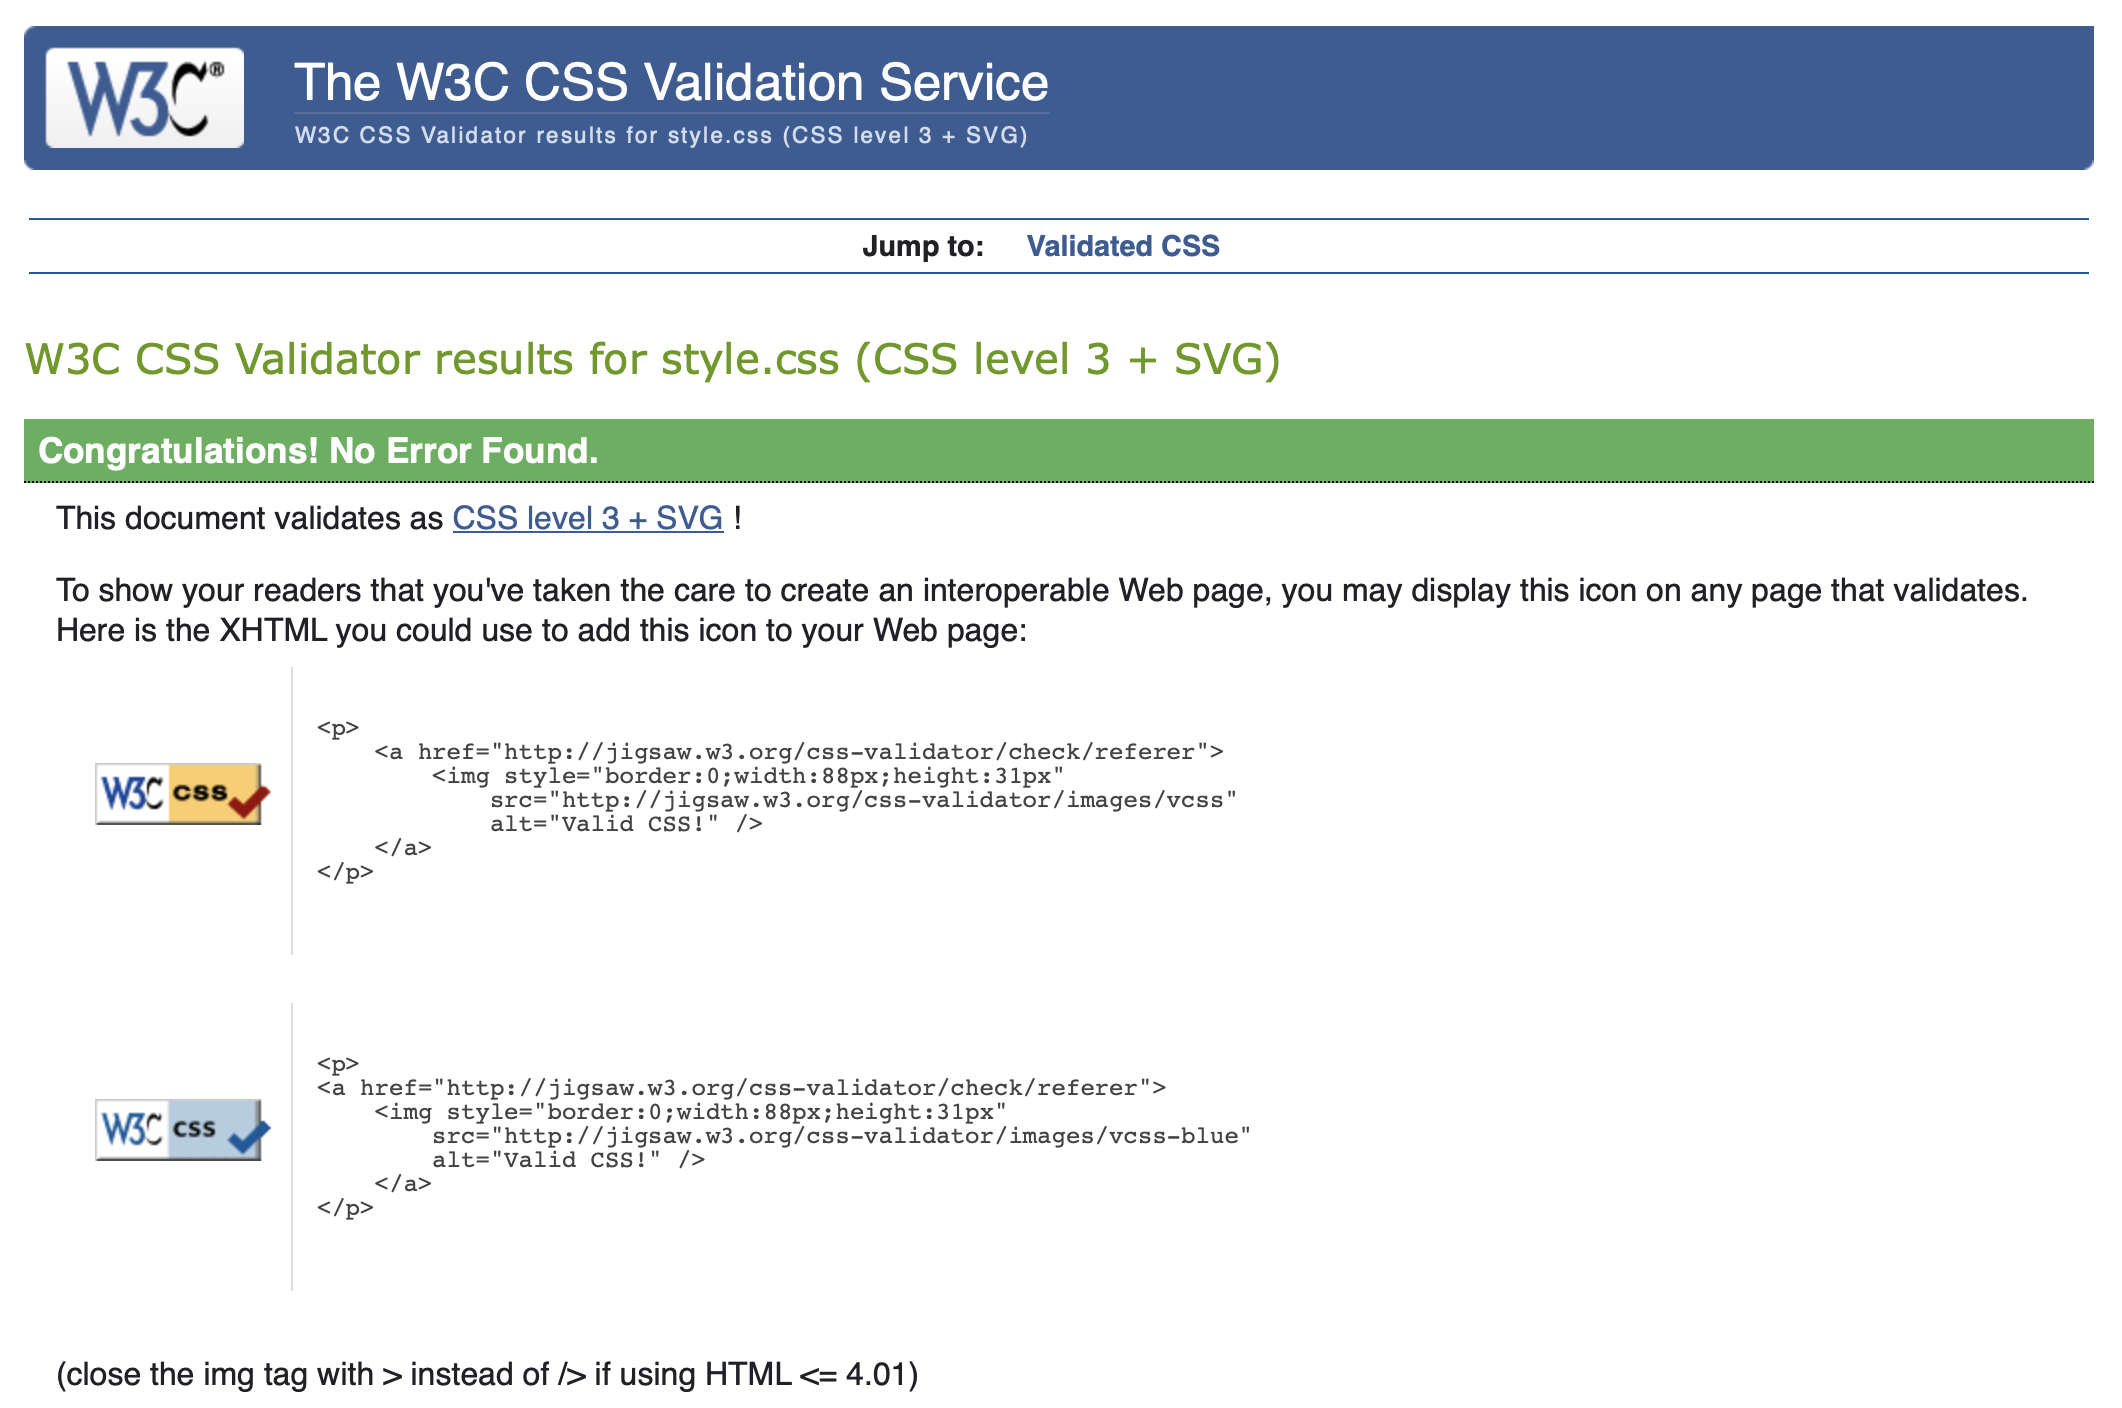 W3C®
The W3C CSS Validation Service
W3C CSS Validator results for style.css (CSS level 3 + SVG)
Jump to: Validated CSS
W3C CSS Validator results for style.css (CSS level 3 + SVG)
Congratulations! No Error Found.
This document validates as CSS level 3 + SVG !
To show your readers that you've taken the care to create an interoperable Web page, you may display this icon on any page that validates.
Here is the XHTML you could use to add this icon to your Web page:
W3C css
<p>
    <a href="http://jigsaw.w3.org/css-validator/check/referer">
        <img style="border:0;width:88px;height:31px"
            src="http://jigsaw.w3.org/css-validator/images/vcss"
            alt="Valid CSS!" />
    </a>
</p>
W3C css
<p>
<a href="http://jigsaw.w3.org/css-validator/check/referer">
    <img style="border:0;width:88px;height:31px"
        src="http://jigsaw.w3.org/css-validator/images/vcss-blue"
        alt="Valid CSS!" />
    </a>
</p>
(close the img tag with > instead of /> if using HTML <= 4.01)